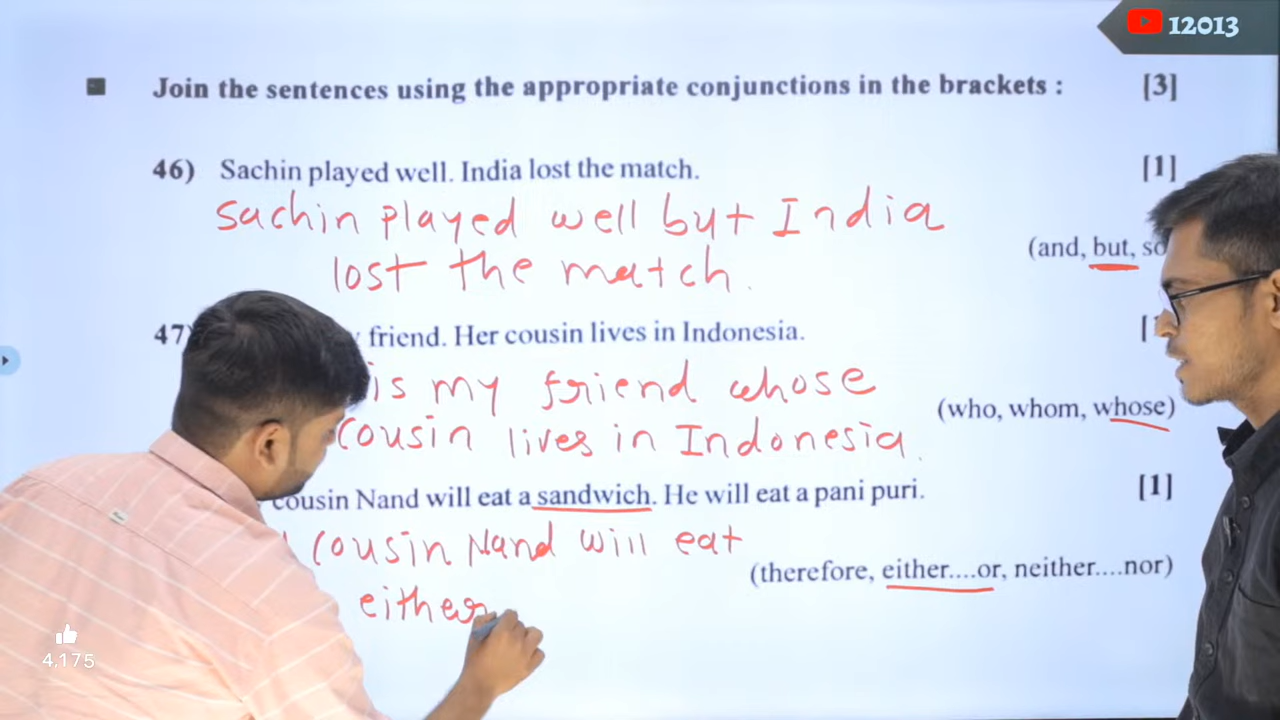 12013
■ Join the sentences using the appropriate conjunctions in the brackets : [3]
46) Sachin played well. India lost the match. [1]
Sachin played well but India
(and, but, so
lost the match.
47) friend. Her cousin lives in Indonesia. [
is my friend whose
(who, whom, whose)
cousin lives in Indonesia.
cousin Nand will eat a sandwich. He will eat a pani puri. [1]
cousin Nand will eat
(therefore, either....or, neither....nor)
either
4,175